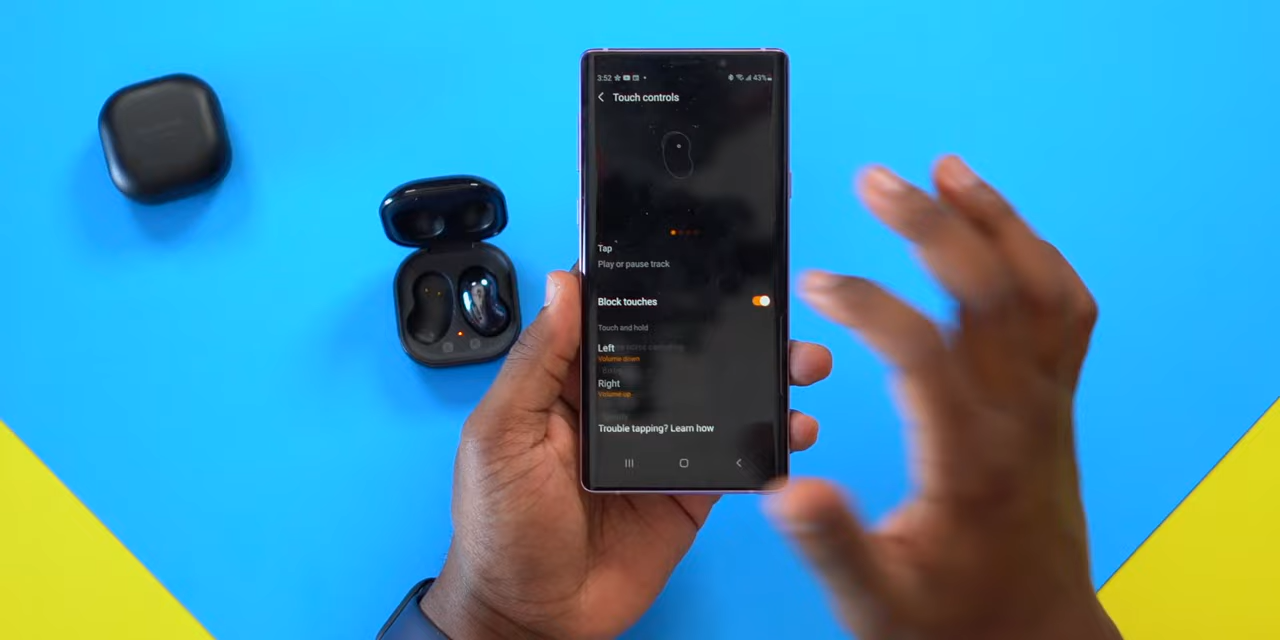 3:52
43%
Touch controls
Tap
Play or pause track
Block touches
Touch and hold
Left
Volume down
Right
Volume up
Trouble tapping? Learn how